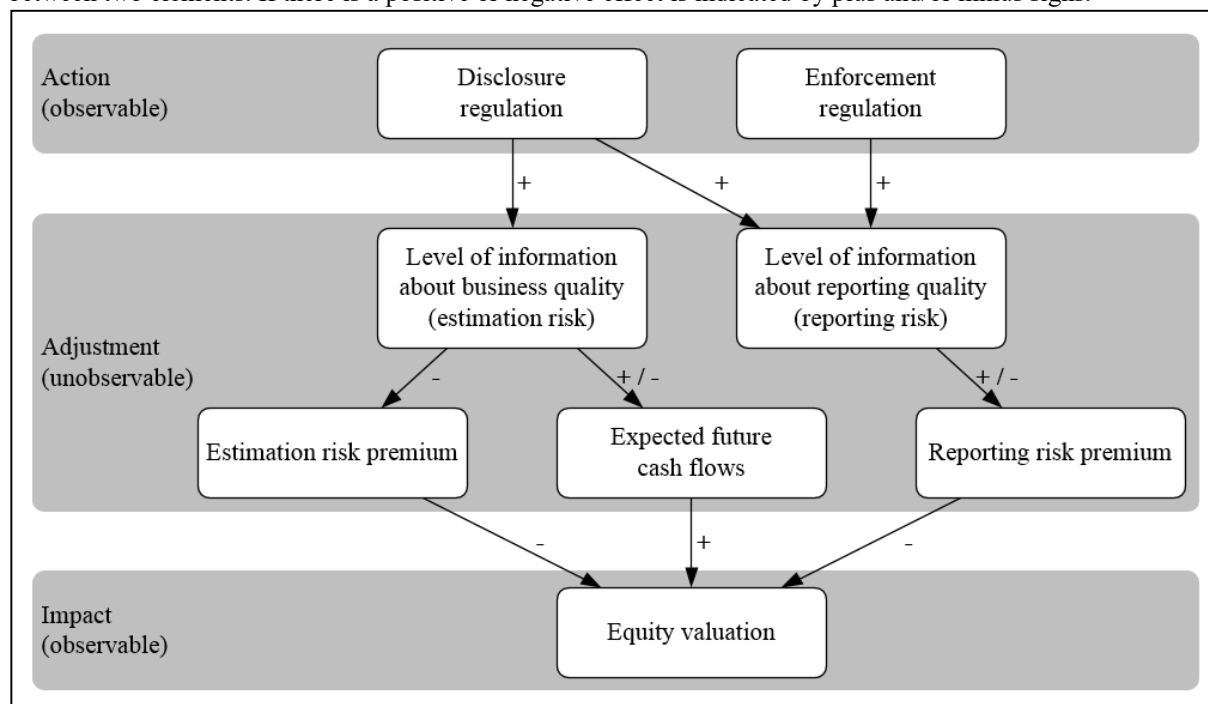 between two elements. If there is a positive or negative effect is indicated by plus and/or minus signs.
Action
(observable)
Disclosure
regulation
Enforcement
regulation
+
+
+
Level of information
about business quality
(estimation risk)
Level of information
about reporting quality
(reporting risk)
Adjustment
(unobservable)
-
+ / -
+ / -
Estimation risk premium
Expected future
cash flows
Reporting risk premium
-
+
-
Impact
(observable)
Equity valuation